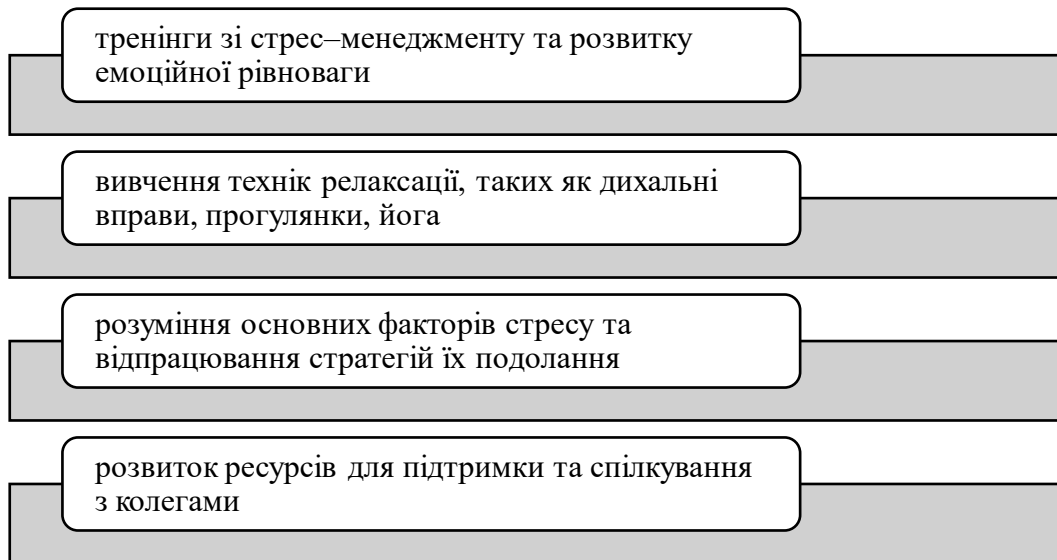 тренінги зі стрес–менеджменту та розвитку
емоційної рівноваги
вивчення технік релаксації, таких як дихальні
вправи, прогулянки, йога
розуміння основних факторів стресу та
відпрацювання стратегій їх подолання
розвиток ресурсів для підтримки та спілкування
з колегами